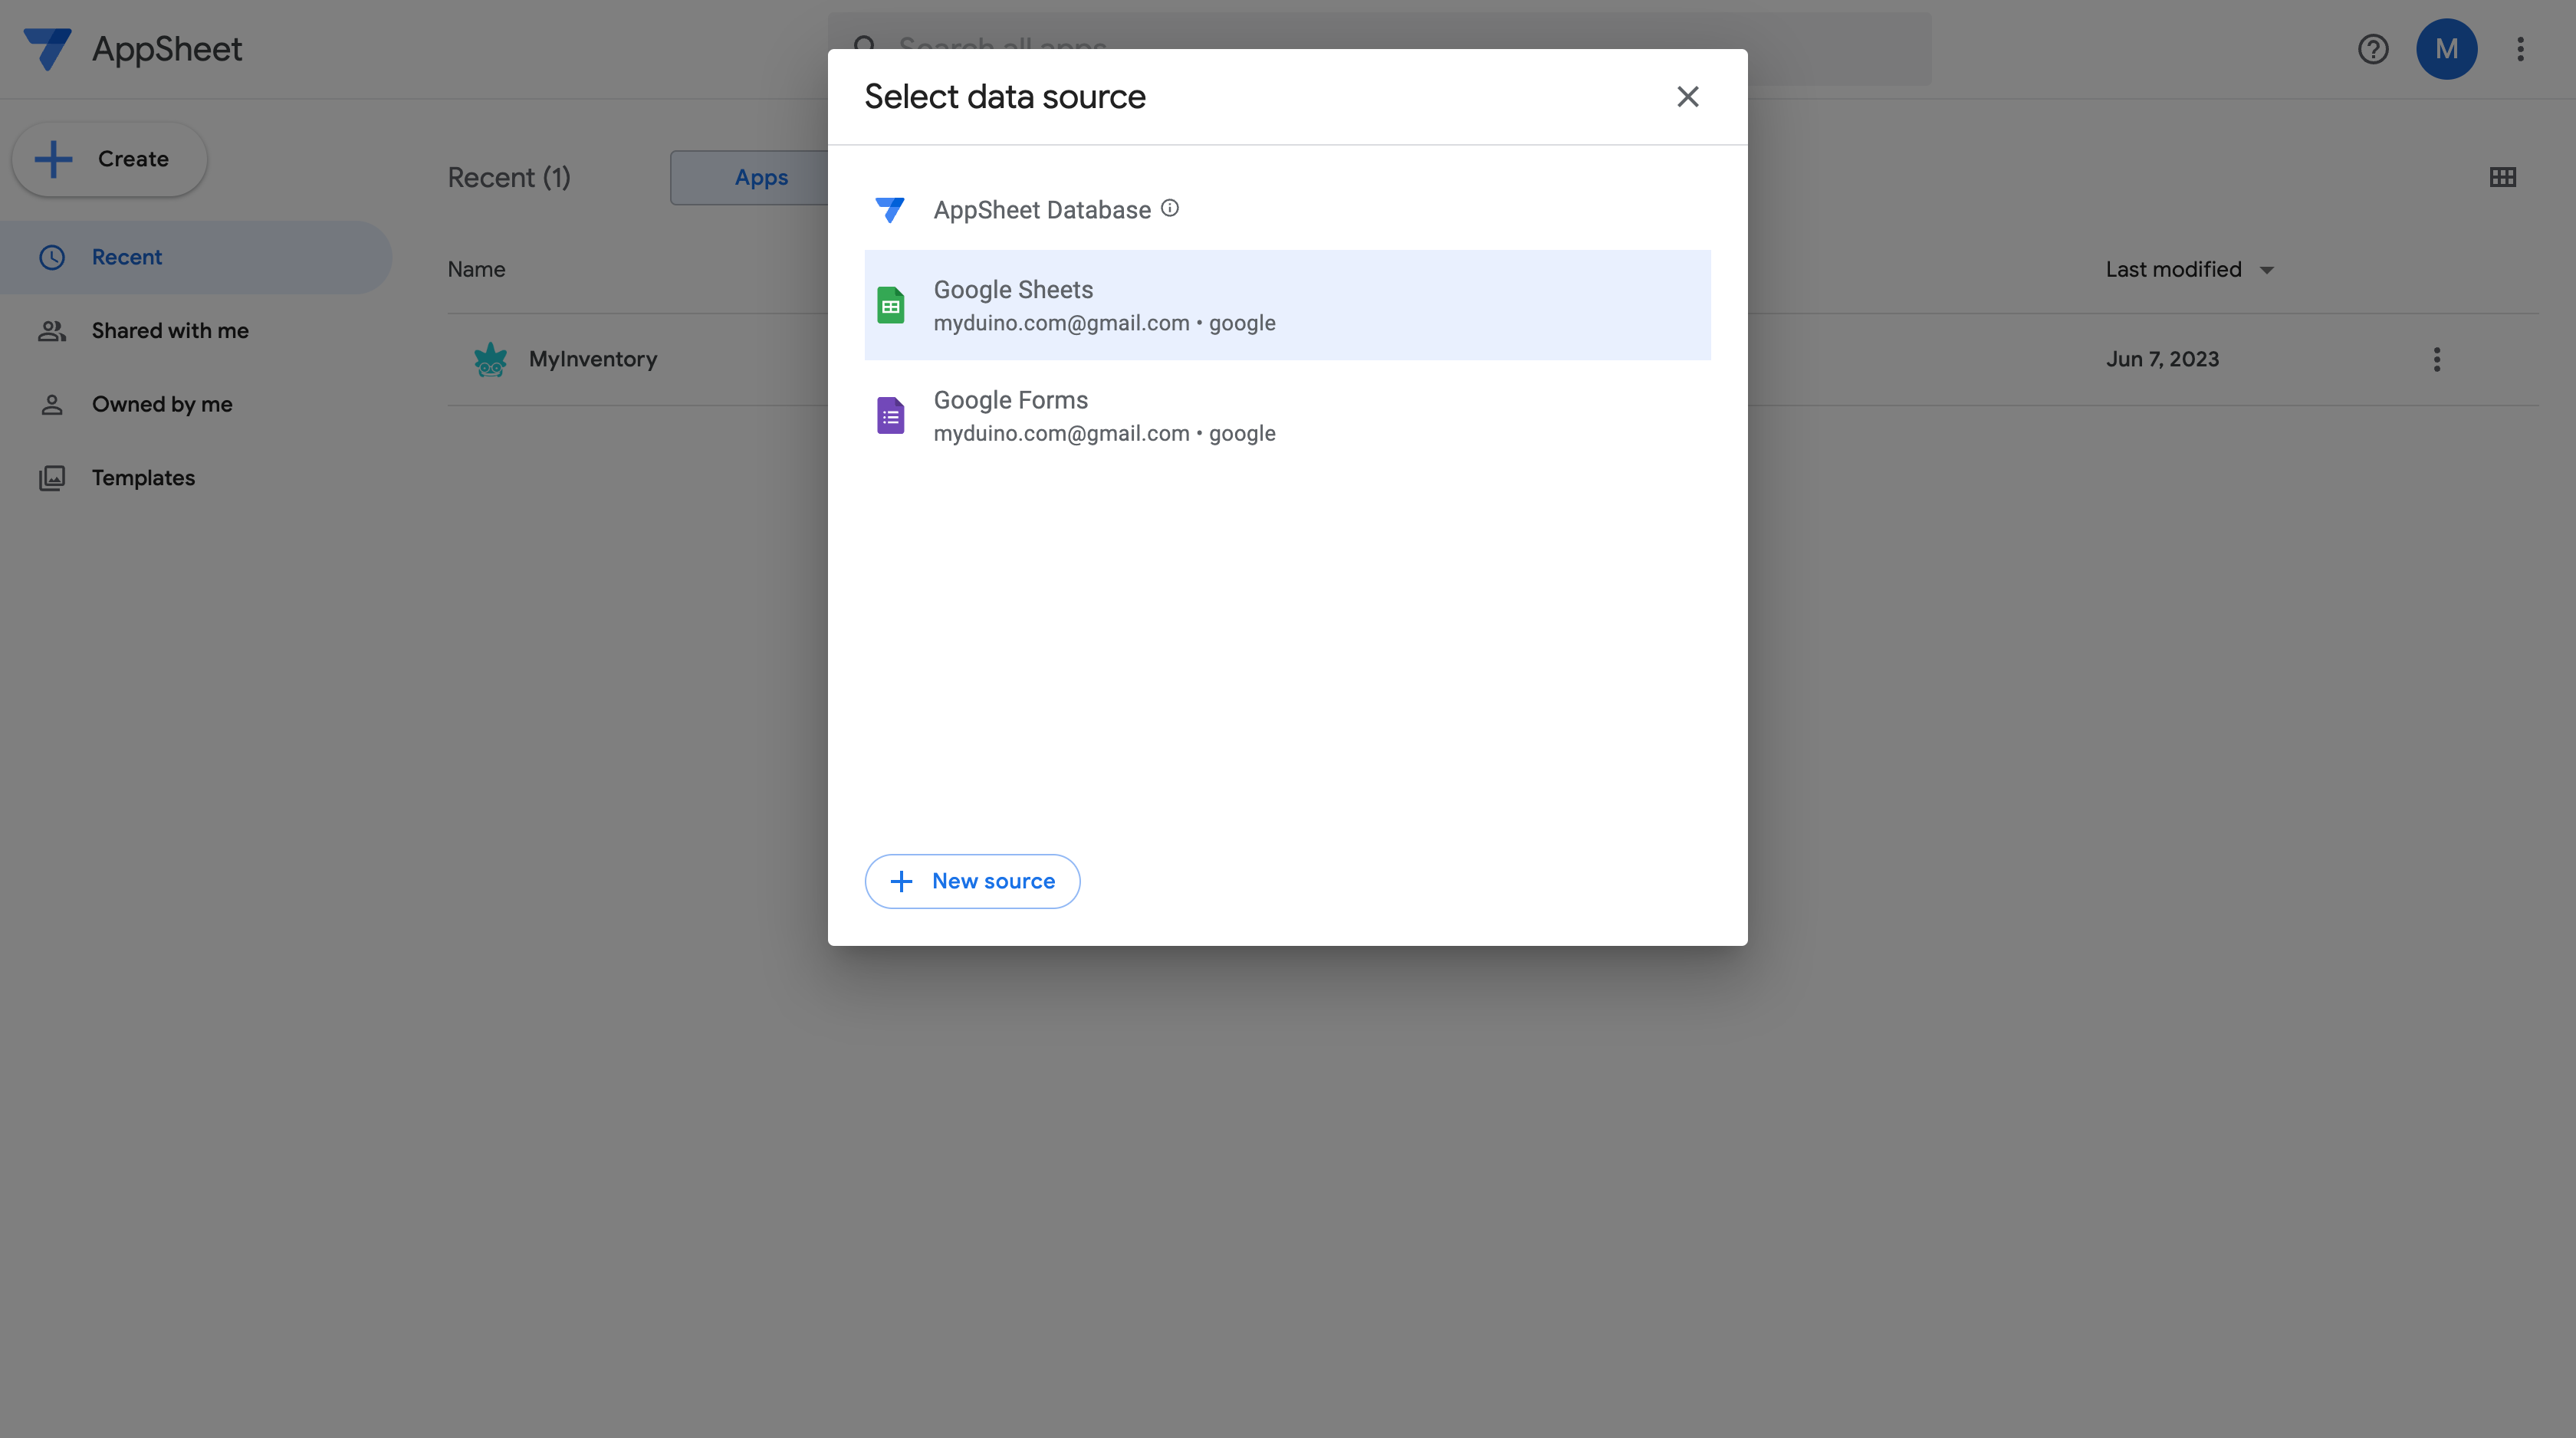 AppSheet
Search all apps
M
Select data source
Create
Recent (1)
Apps
AppSheet Database
Recent
Name
Last modified
Google Sheets
myduino.com@gmail.com • google
Shared with me
MyInventory
Jun 7, 2023
Google Forms
myduino.com@gmail.com • google
Owned by me
Templates
New source